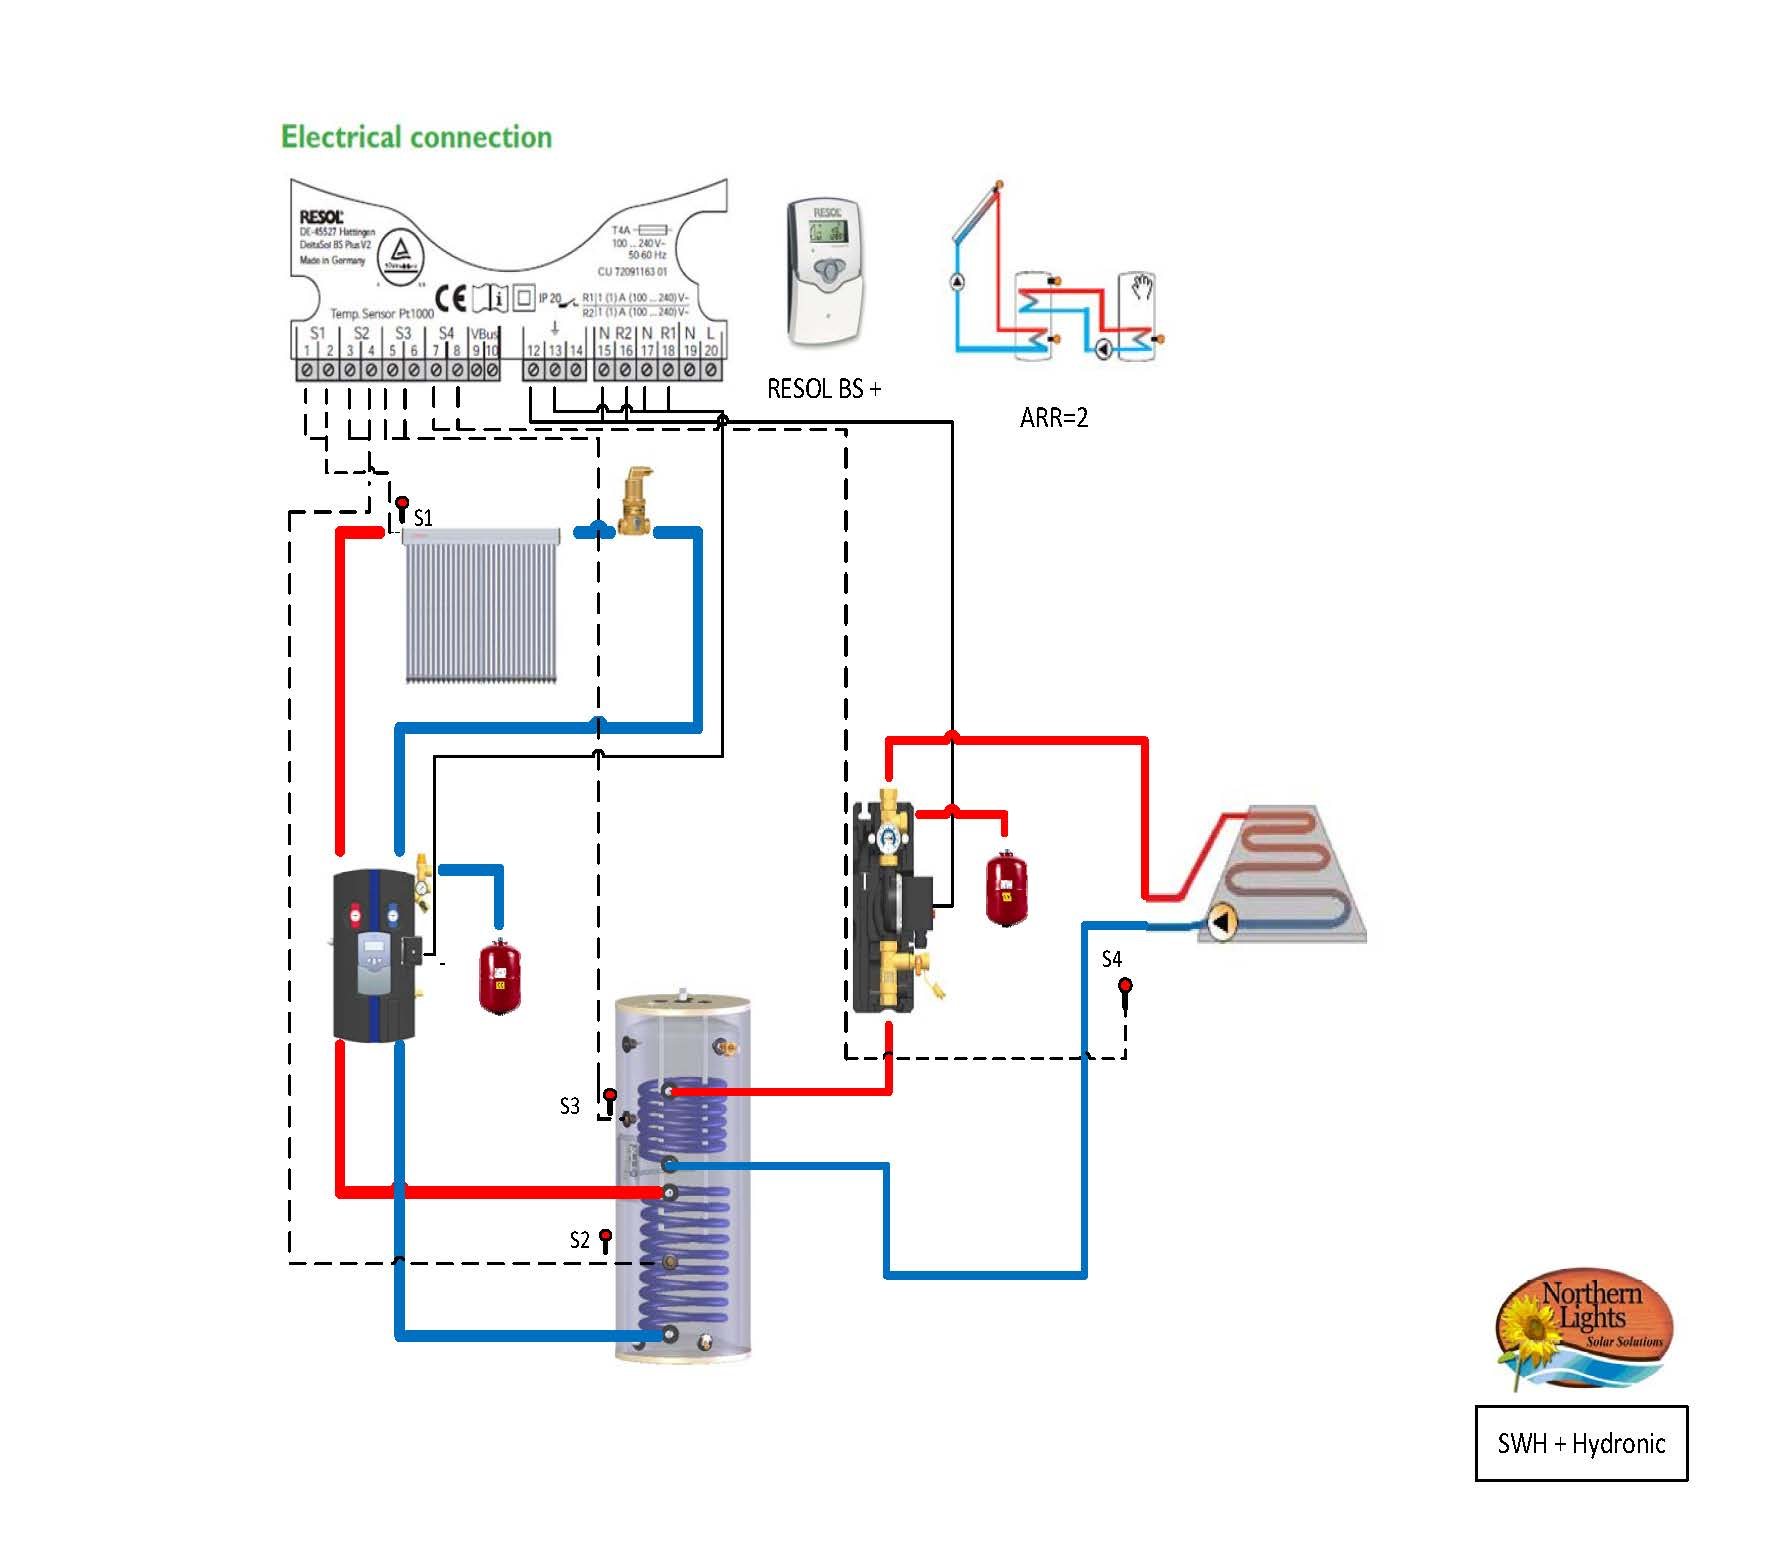 Electrical connection
RESOL®
DE-45527 Hattingen
DeltaSol BS Plus V2
Made in Germany
T4A
100 ... 240 V~
50-60 Hz
CU 72091163 01
IP 20
R1 1 (1) A (100 ... 240) V~
R2 1 (1) A (100 ... 240) V~
Temp. Sensor Pt1000
S1 S2 S3 S4 VBus
N R2 N R1 N L
1 2 3 4 5 6 7 8 9 10 12 13 14 15 16 17 18 19 20
RESOL
RESOL BS +
ARR=2
S1
S4
S3
S2
Northern
Lights
Solar Solutions
SWH + Hydronic